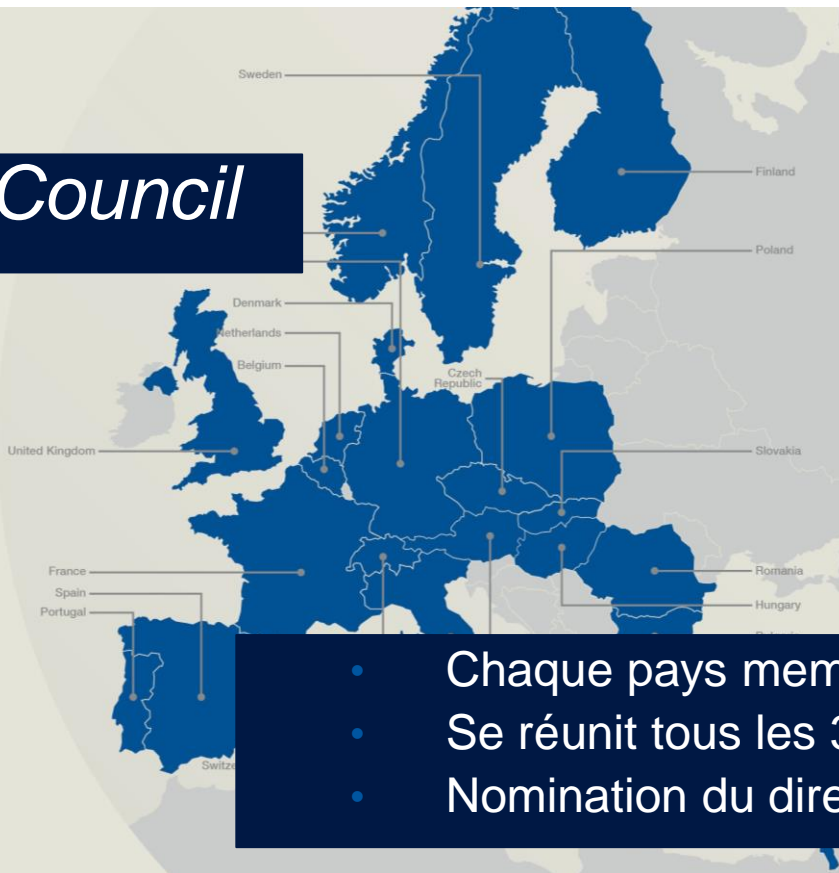 Sweden
Council
Finland
Poland
Denmark
Netherlands
Belgium
Czech
Republic
United Kingdom
Slovakia
France
Romania
Spain
Hungary
Portugal
• Chaque pays mem
• Se réunit tous les 3
Switze
• Nomination du dire